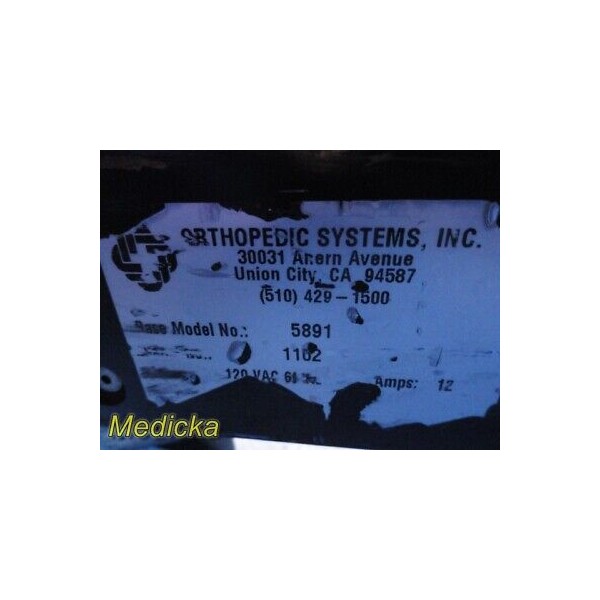 ORTHOPEDIC SYSTEMS, INC.
30031 Ahern Avenue
Union City, CA 94587
(510) 429-1500
Base Model No.: 5891
1102
120 VAC 60 Amps: 12
Medicka